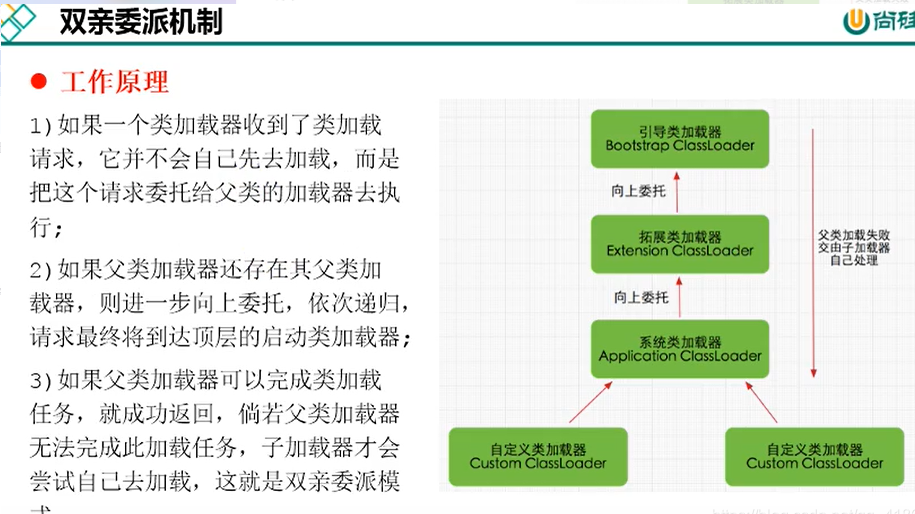 双亲委派机制
尚硅
工作原理
1)如果一个类加载器收到了类加载
请求，它并不会自己先去加载，而是
把这个请求委托给父类的加载器去执
行;
2)如果父类加载器还存在其父类加
载器，则进一步向上委托，依次递归，
请求最终将到达顶层的启动类加载器;
3)如果父类加载器可以完成类加载
任务，就成功返回，倘若父类加载器
无法完成此加载任务，子加载器才会
尝试自己去加载，这就是双亲委派模
引导类加载器
Bootstrap ClassLoader
向上委托
拓展类加载器
Extension ClassLoader
向上委托
系统类加载器
Application ClassLoader
自定义类加载器
Custom ClassLoader
自定义类加载器
Custom ClassLoader
父类加载失败
交由子加载器
自己处理